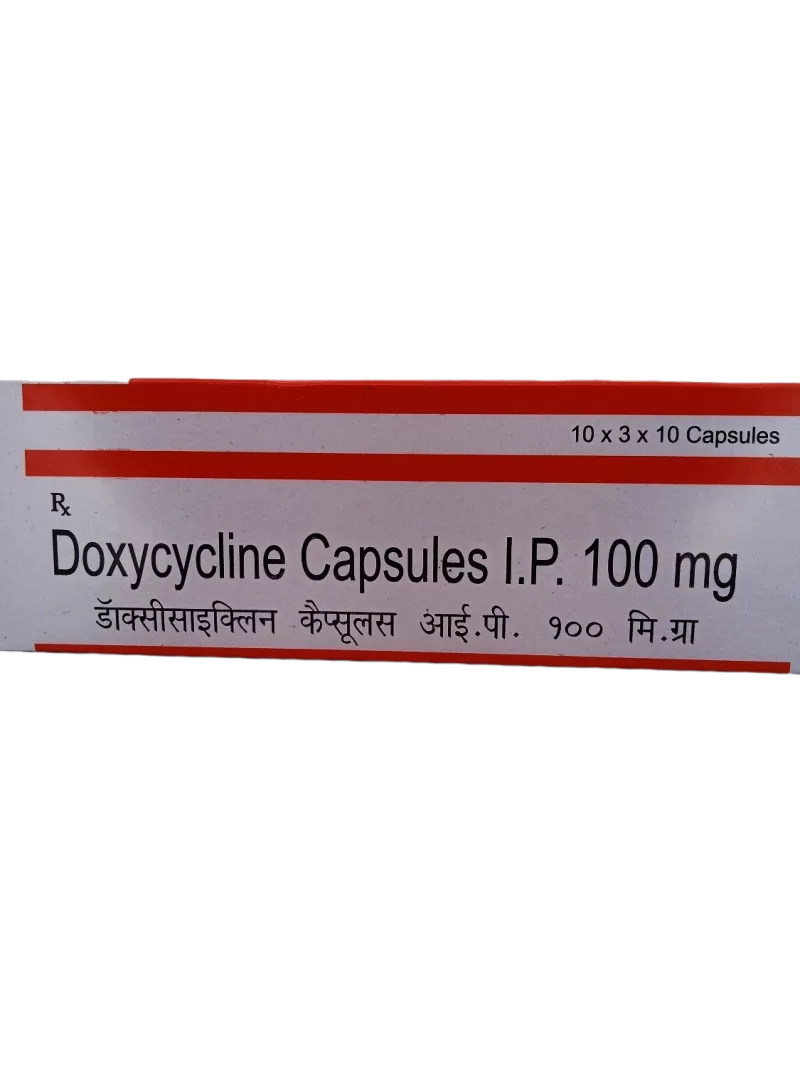 10 x 3 x 10 Capsules
Rx
Doxycycline Capsules I.P. 100 mg
डॅाक्सीसाइक्लिन कैप्सूलस आई.पी. १०० मि.ग्रा